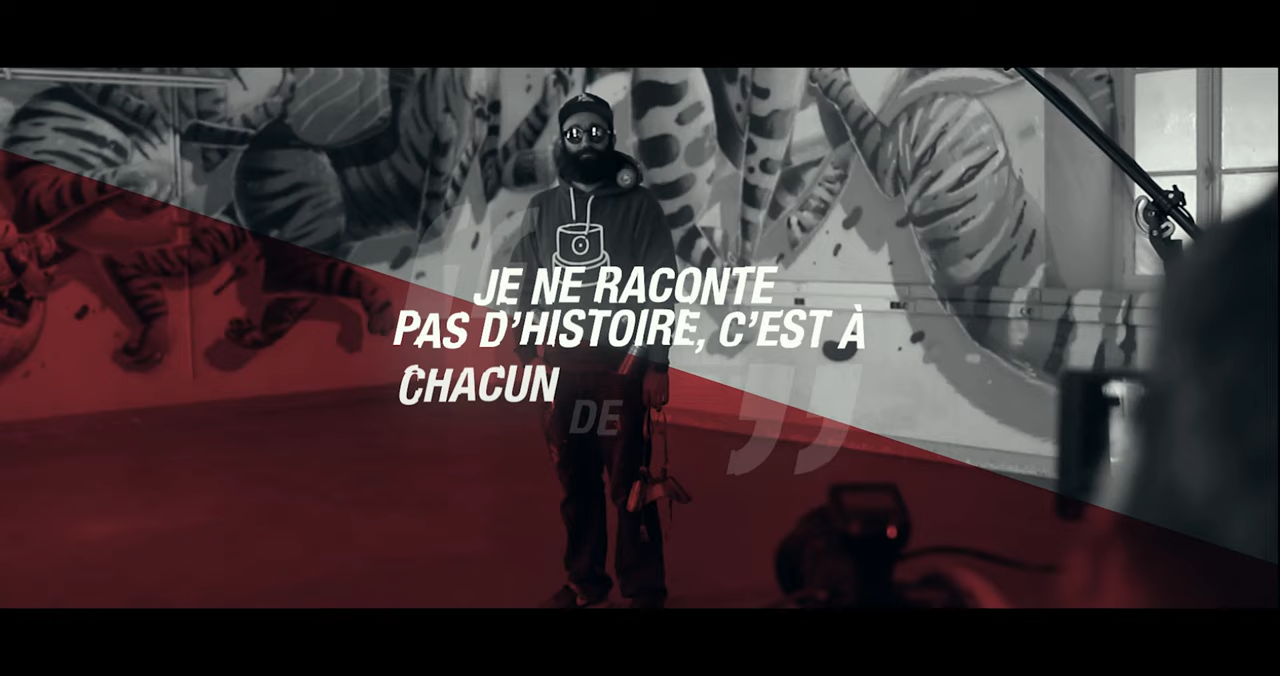 JE NE RACONTE
PAS D’HISTOIRE, C’EST À
CHACUN
DE
”